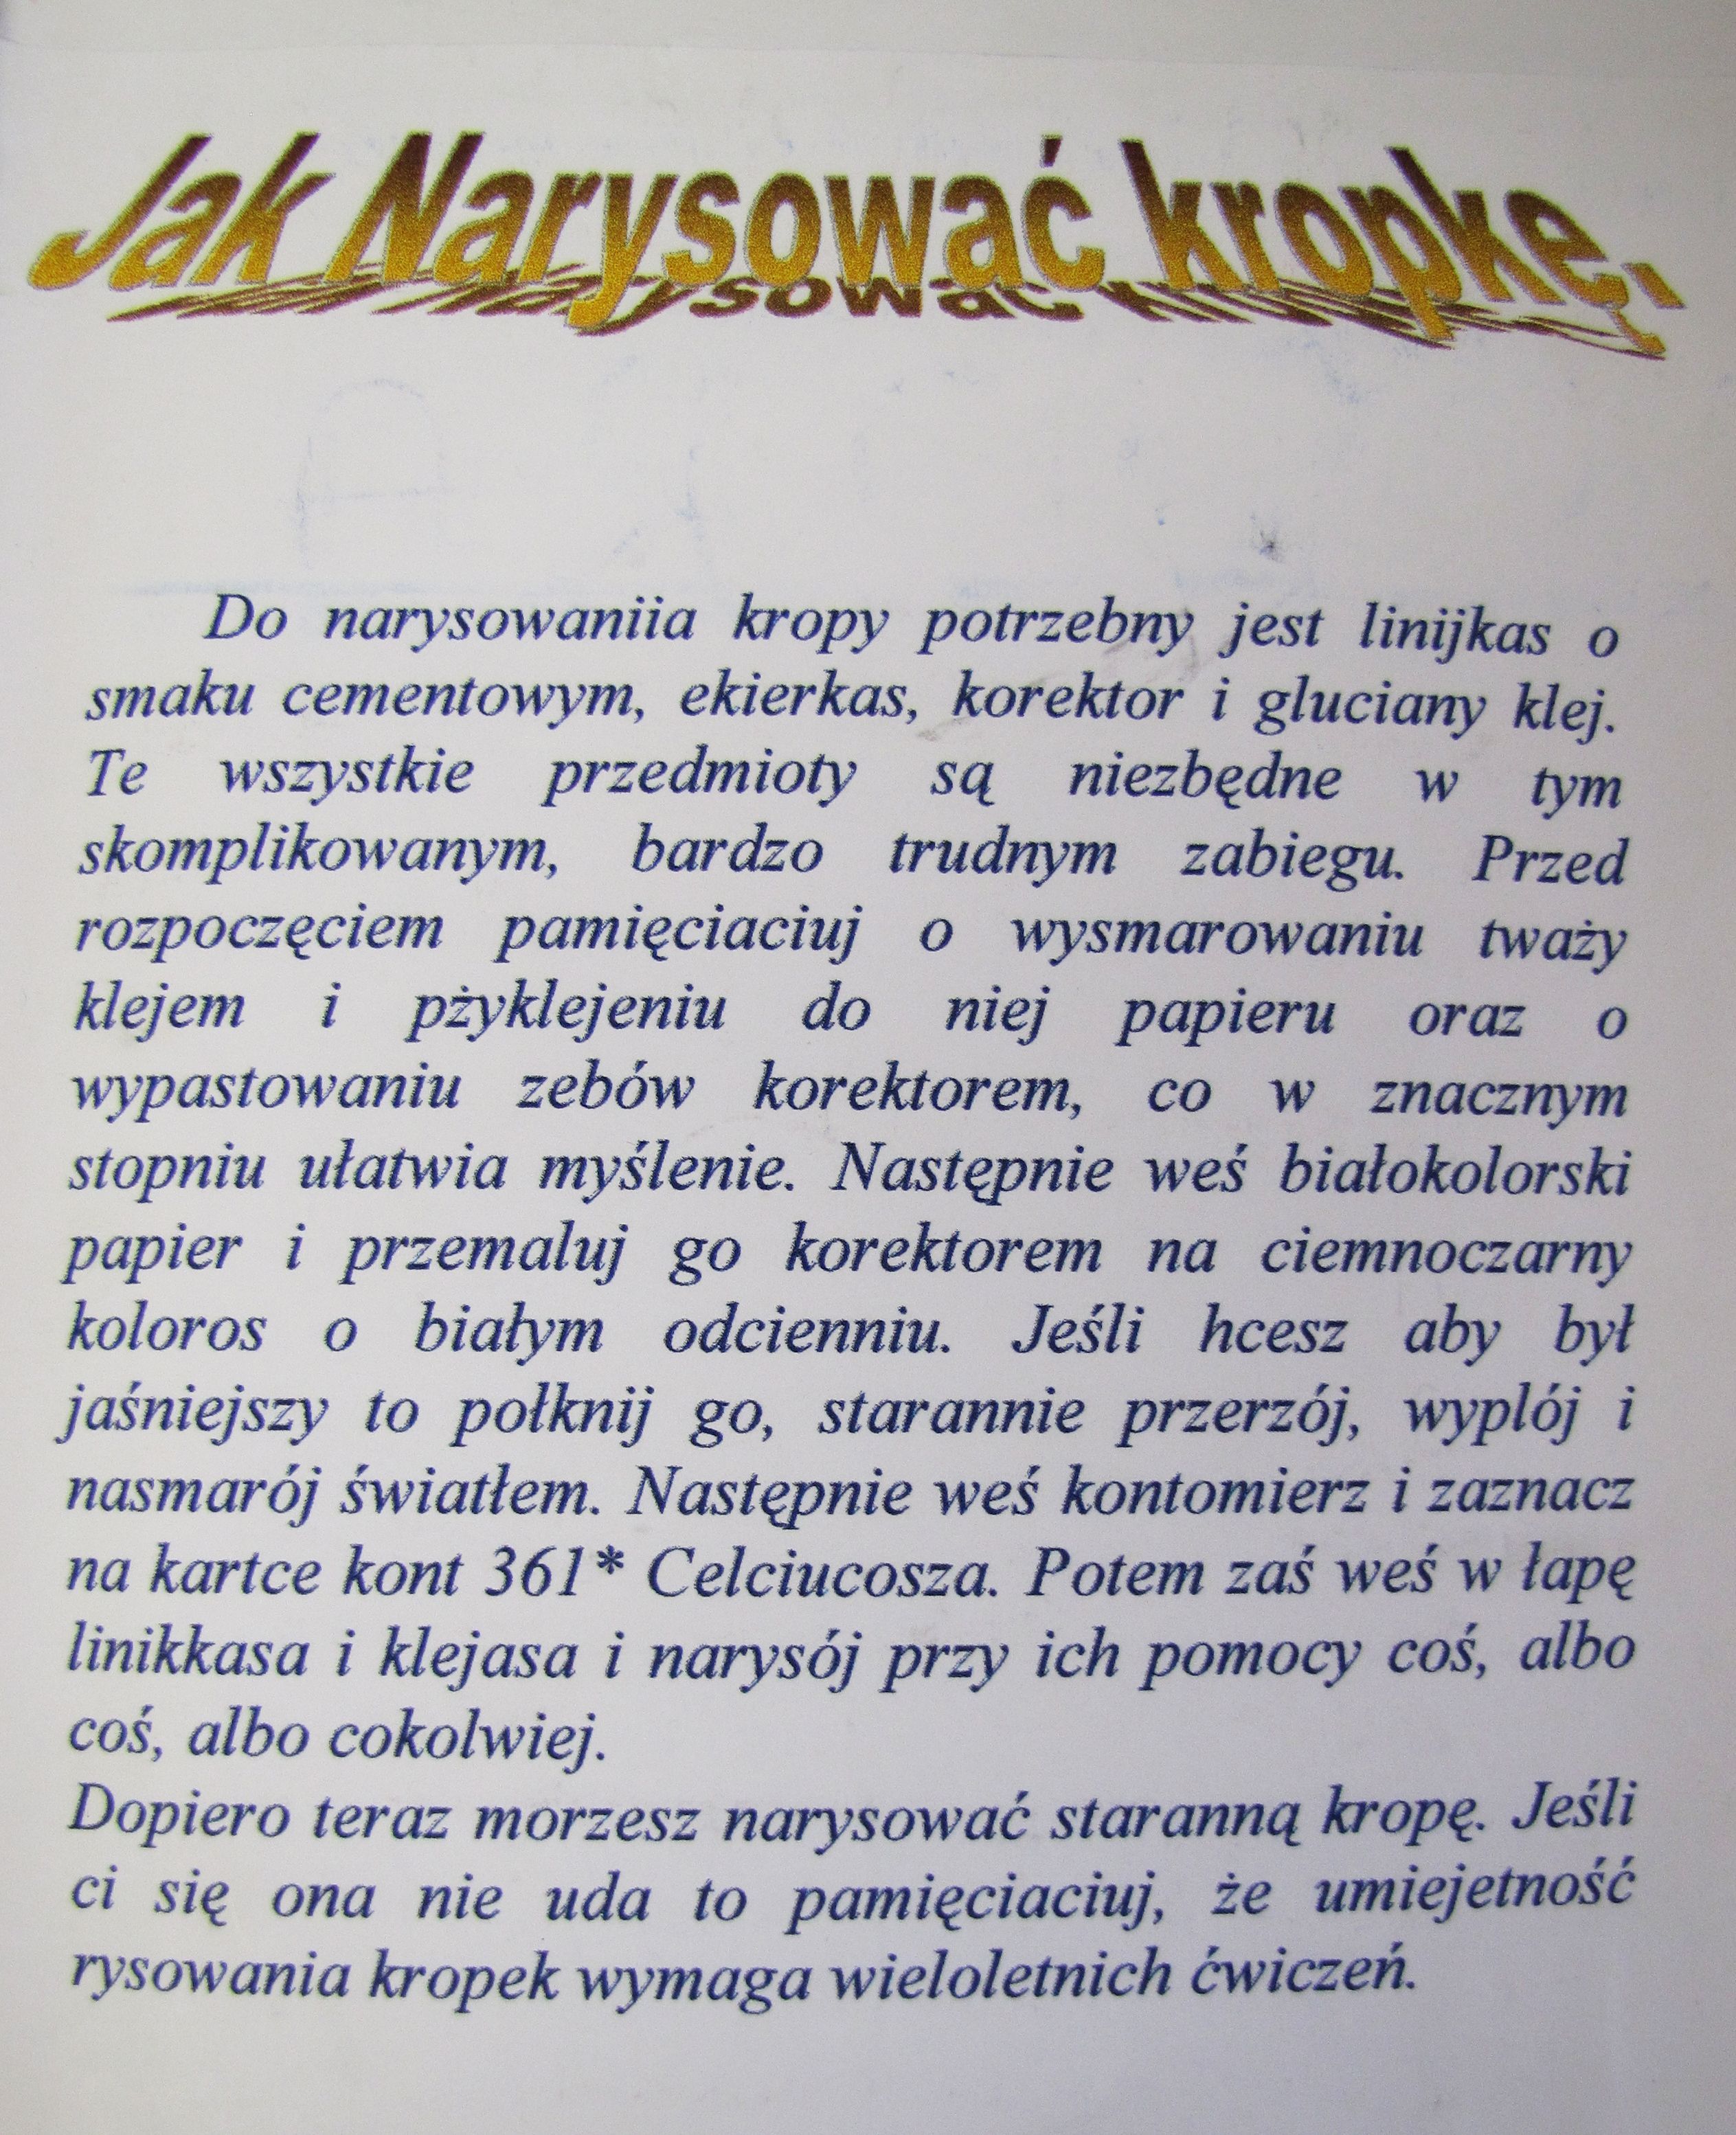 Jak Narysować kropkę.
Do narysowaniia kropy potrzebny jest linijkas o
smaku cementowym, ekierkas, korektor i gluciany klej.
Te wszystkie przedmioty są niezbędne w tym
skomplikowanym, bardzo trudnym zabiegu. Przed
rozpoczęciem pamięciaciuj o wysmarowaniu tważy
klejem i pżyklejeniu do niej papieru oraz o
wypastowaniu zebów korektorem, co w znacznym
stopniu ułatwia myślenie. Następnie weś białokolorski
papier i przemaluj go korektorem na ciemnoczarny
koloros o białym odcienniu. Jeśli hcesz aby był
jaśniejszy to połknij go, starannie przerzój, wyplój i
nasmarój światłem. Następnie weś kontomierz i zaznacz
na kartce kont 361* Celciucosza. Potem zaś weś w łapę
linikkasa i klejasa i narysój przy ich pomocy coś, albo
coś, albo cokolwiej.
Dopiero teraz morzesz narysować staranną kropę. Jeśli
ci się ona nie uda to pamięciaciuj, że umiejetność
rysowania kropek wymaga wieloletnich ćwiczeń.